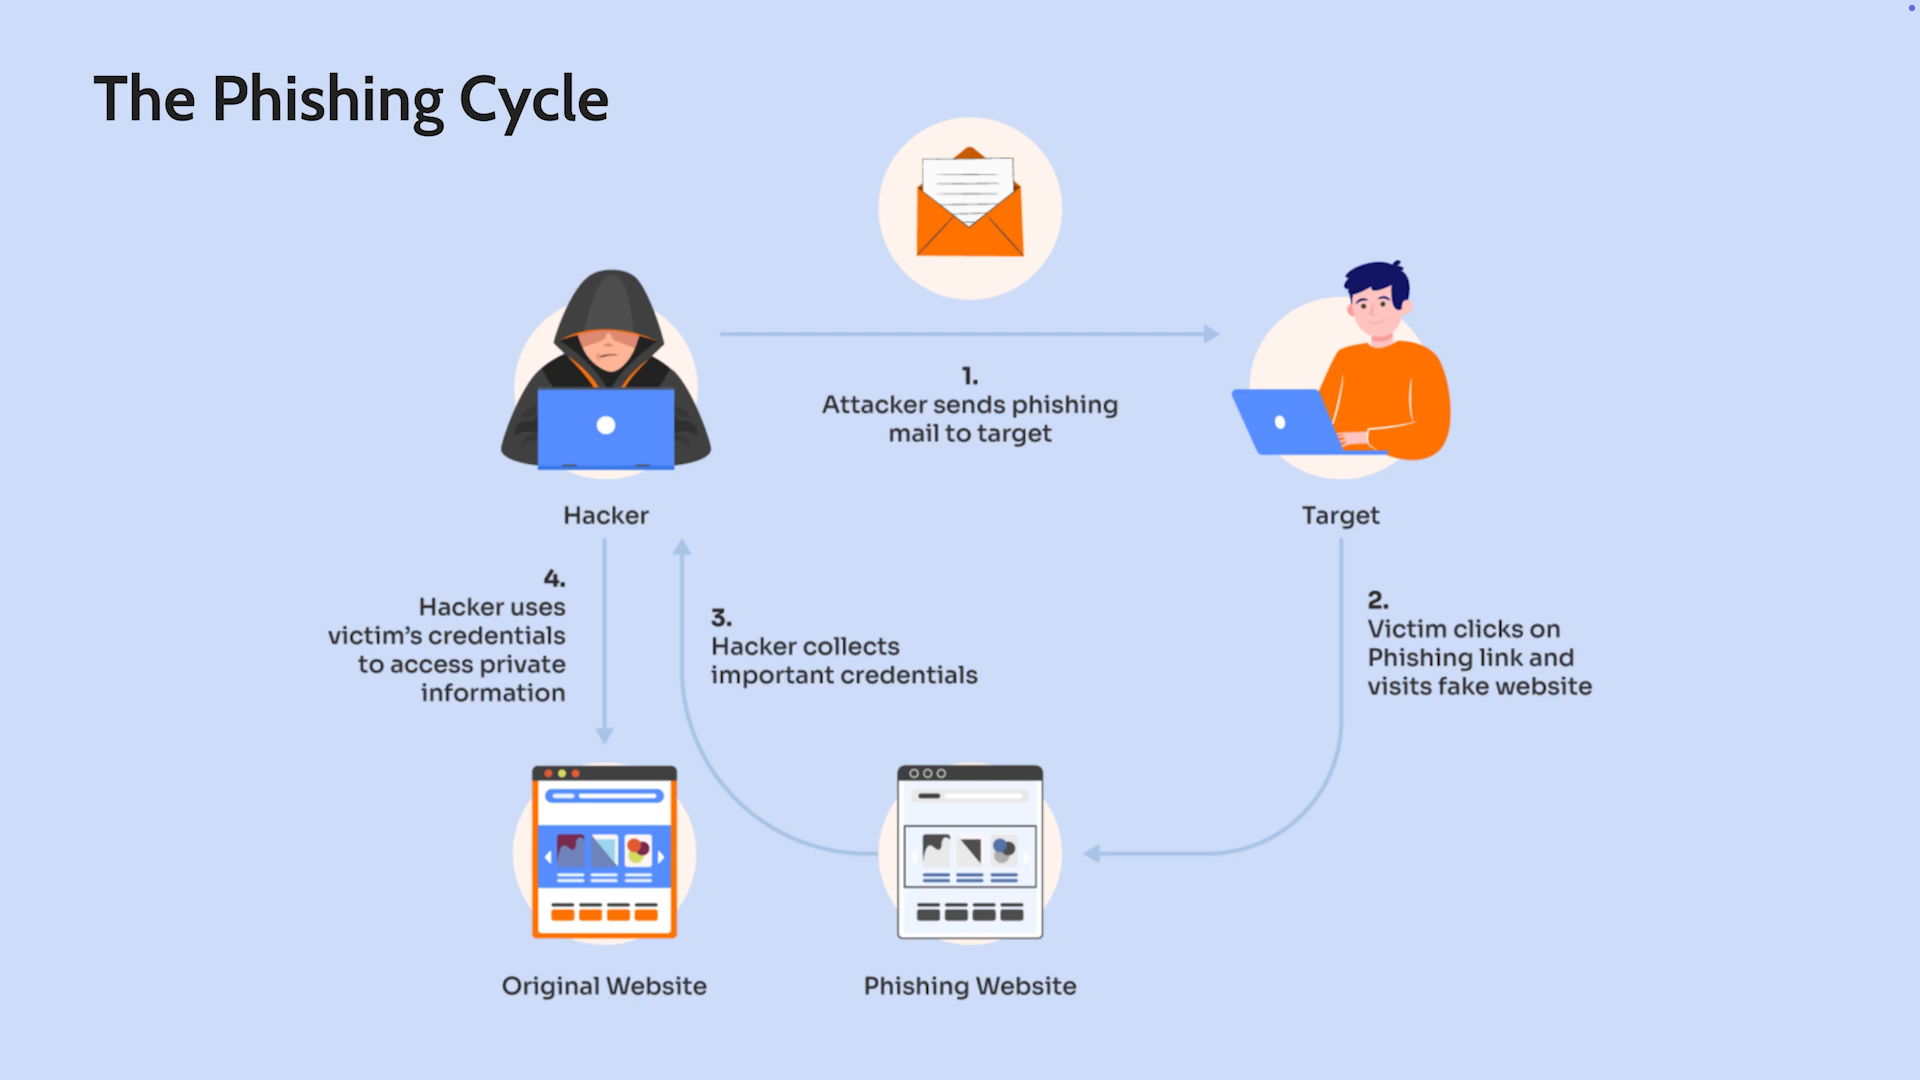 The Phishing Cycle
1.
Attacker sends phishing
mail to target
Hacker
Target
4.
Hacker uses
victim’s credentials
to access private
information
3.
Hacker collects
important credentials
2.
Victim clicks on
Phishing link and
visits fake website
Original Website
Phishing Website